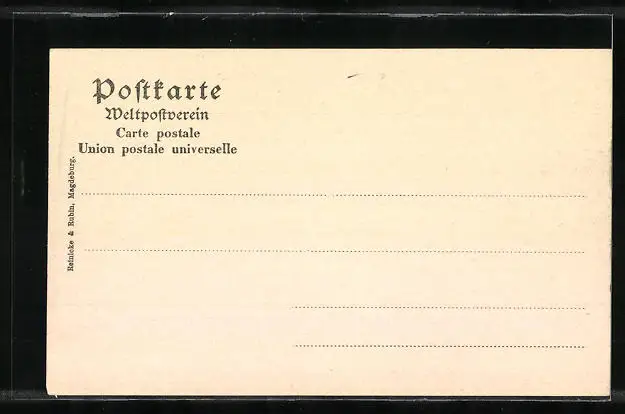 Postkarte
Weltpostverein
Carte postale
Union postale universelle
Reinicke & Rubin, Magdeburg.